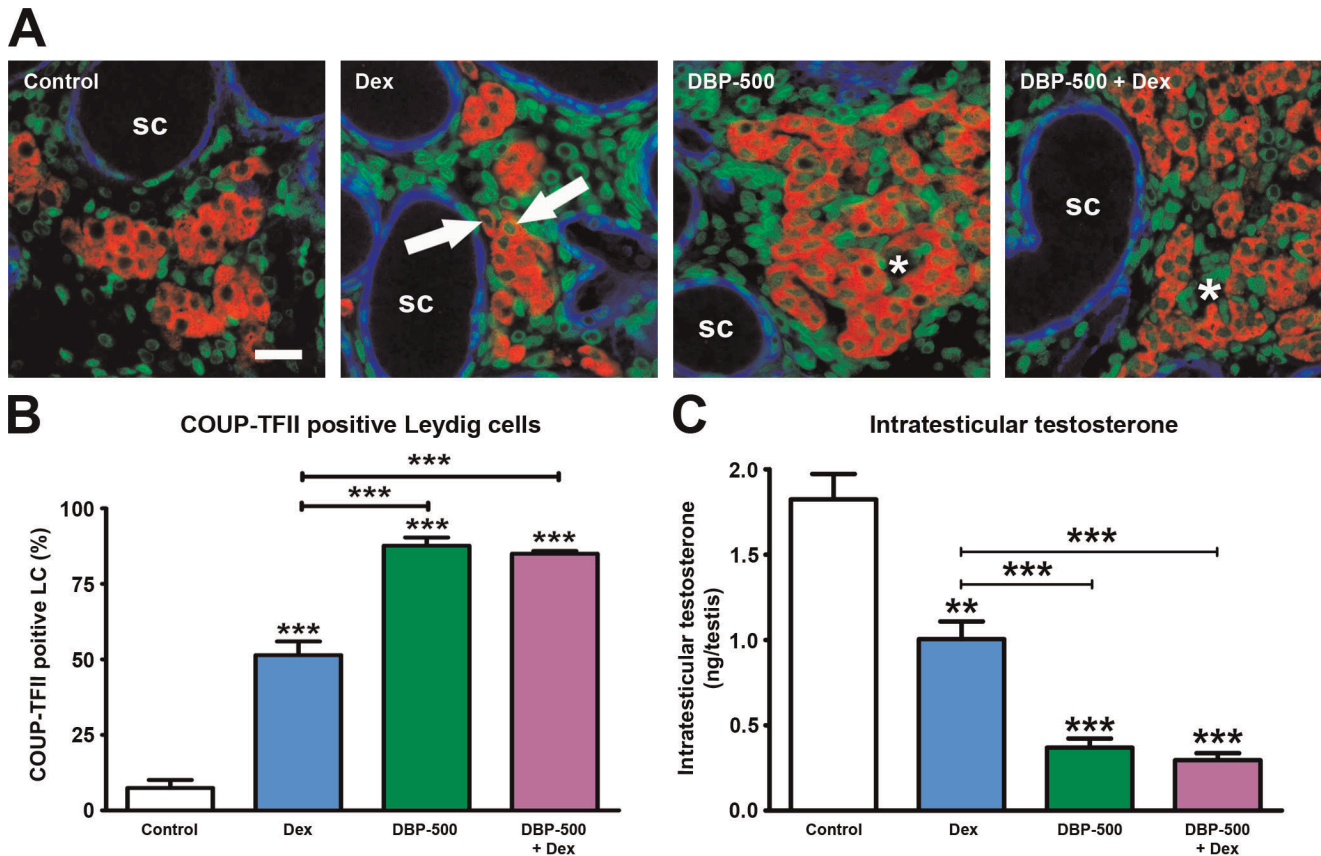 A
Control
Dex
DBP-500
DBP-500 + Dex
SC
SC
SC
SC
*
*
B
COUP-TFII positive Leydig cells
***
***
***
***
***
COUP-TFII poitive LC (%)
100
75
50
25
0
Control
Dex
DBP-500
DBP-500
+ Dex
C
Intratesticular testosterone
***
***
**
***
***
Intratesticular testosterone
(ng/testis)
2.0
1.5
1.0
0.5
0.0
Control
Dex
DBP-500
DBP-500
+ Dex